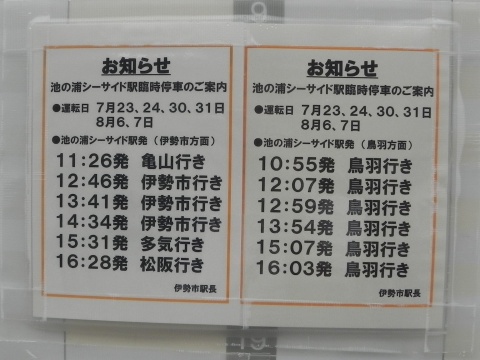 お知らせ
池の浦シーサイド駅臨時停車のご案内
●運転日 7月23、24、30、31日
8月6、7日
●池の浦シーサイド駅発(伊勢市方面)
11:26発 亀山行き
12:46発 伊勢市行き
13:41発 伊勢市行き
14:34発 伊勢市行き
15:31発 多気行き
16:28発 松阪行き
伊勢市駅長
お知らせ
池の浦シーサイド駅臨時停車のご案内
●運転日 7月23、24、30、31日
8月6、7日
●池の浦シーサイド駅発(鳥羽方面)
10:55発 鳥羽行き
12:07発 鳥羽行き
12:59発 鳥羽行き
13:54発 鳥羽行き
15:07発 鳥羽行き
16:03発 鳥羽行き
伊勢市駅長